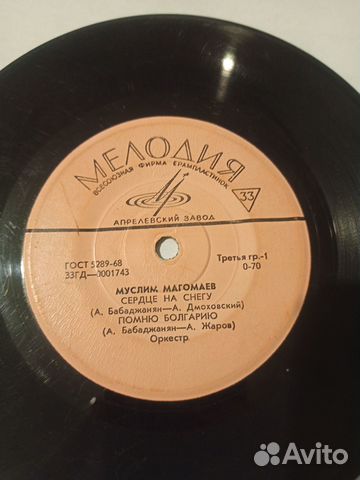 МЕЛОДИЯ
ВСЕСОЮЗНАЯ ФИРМА ГРАМПЛАСТИНОК
33
АПРЕЛЕВСКИЙ ЗАВОД
ГОСТ 5289-68
33ГД—0001743
Третья гр.-1
0-70
МУСЛИМ МАГОМАЕВ
СЕРДЦЕ НА СНЕГУ
(А. Бабаджанян—А. Дмоховский)
ПОМНЮ БОЛГАРИЮ
(А. Бабаджанян—А. Жаров)
Оркестр
Avito